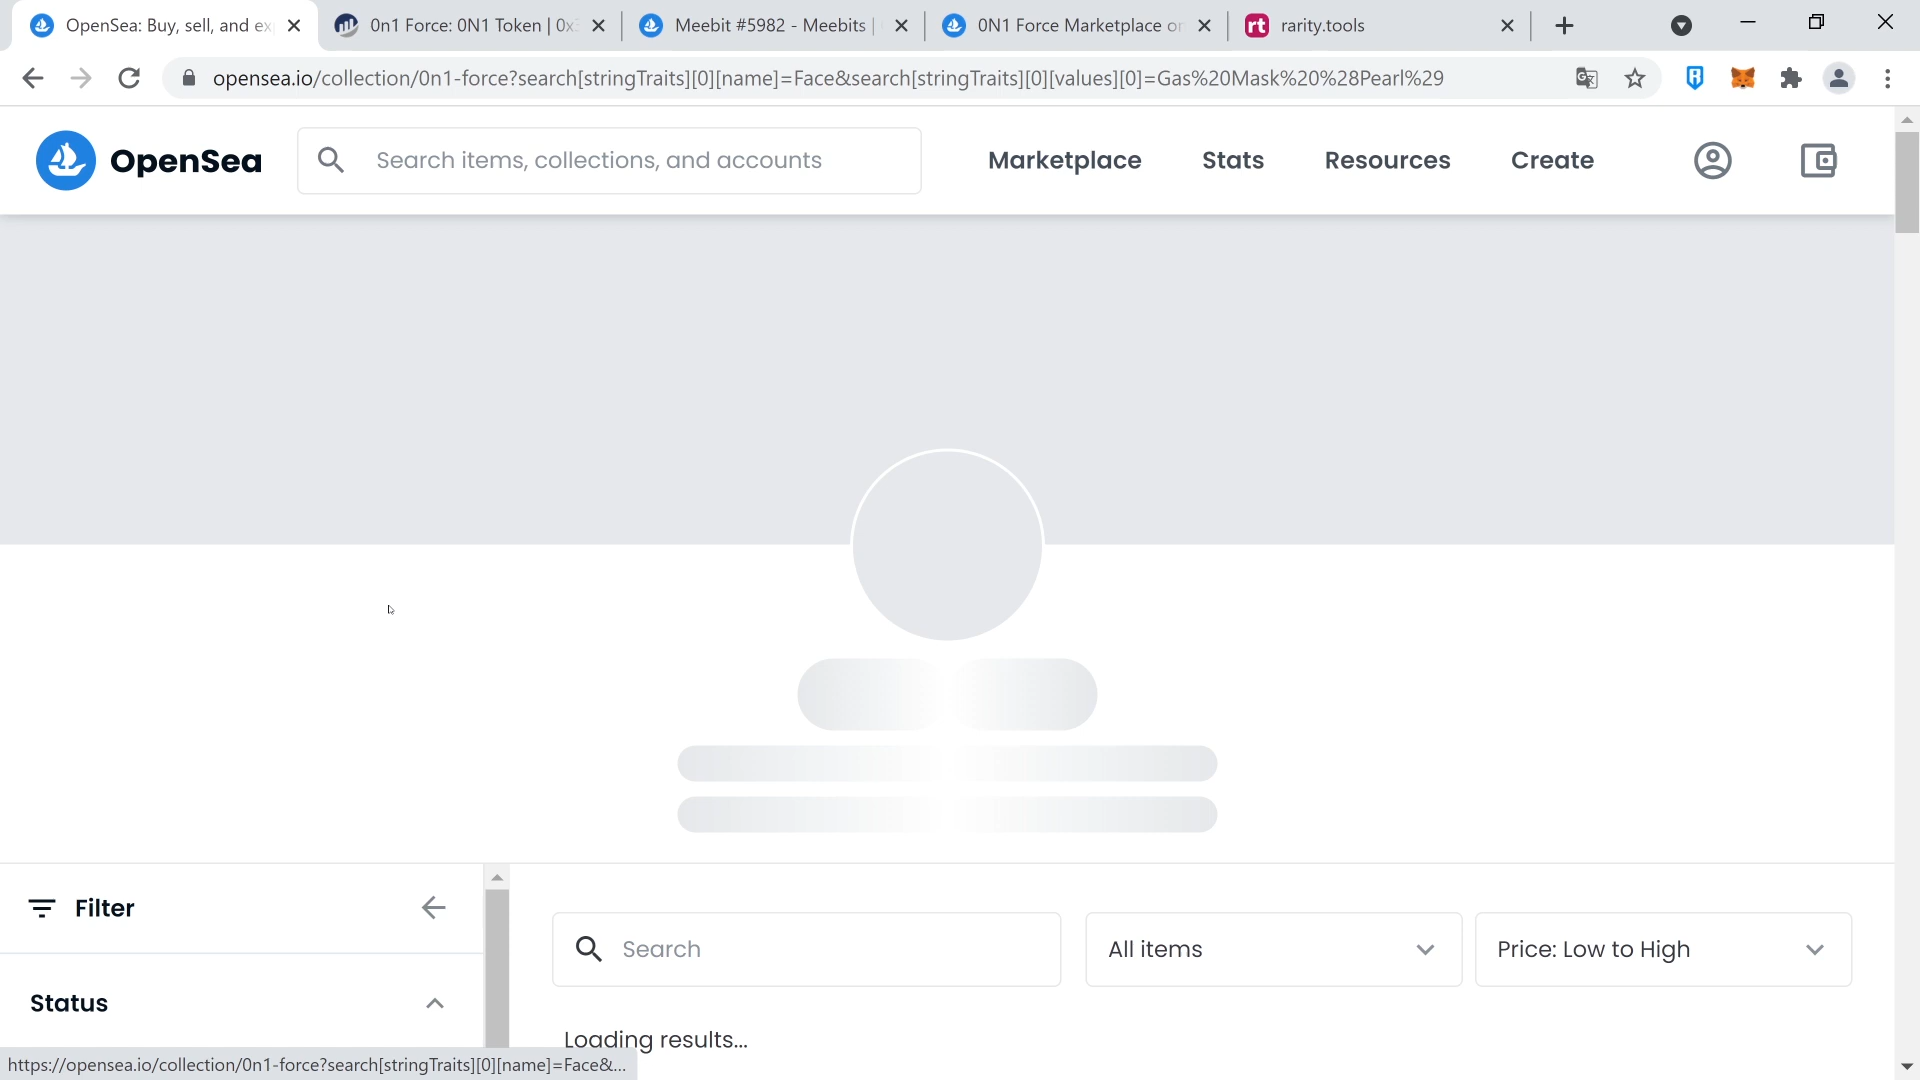 OpenSea: Buy, sell, and ex
0n1 Force: 0N1 Token | 0x3
Meebit #5982 - Meebits |
0N1 Force Marketplace on
rt
rarity.tools
opensea.io/collection/0n1-force?search[stringTraits][0][name]=Face&search[stringTraits][0][values][0]=Gas%20Mask%20%28Pearl%29
OpenSea
Search items, collections, and accounts
Marketplace
Stats
Resources
Create
Filter
Search
All items
Price: Low to High
Status
Loading results...
https://opensea.io/collection/0n1-force?search[stringTraits][0][name]=Face&...